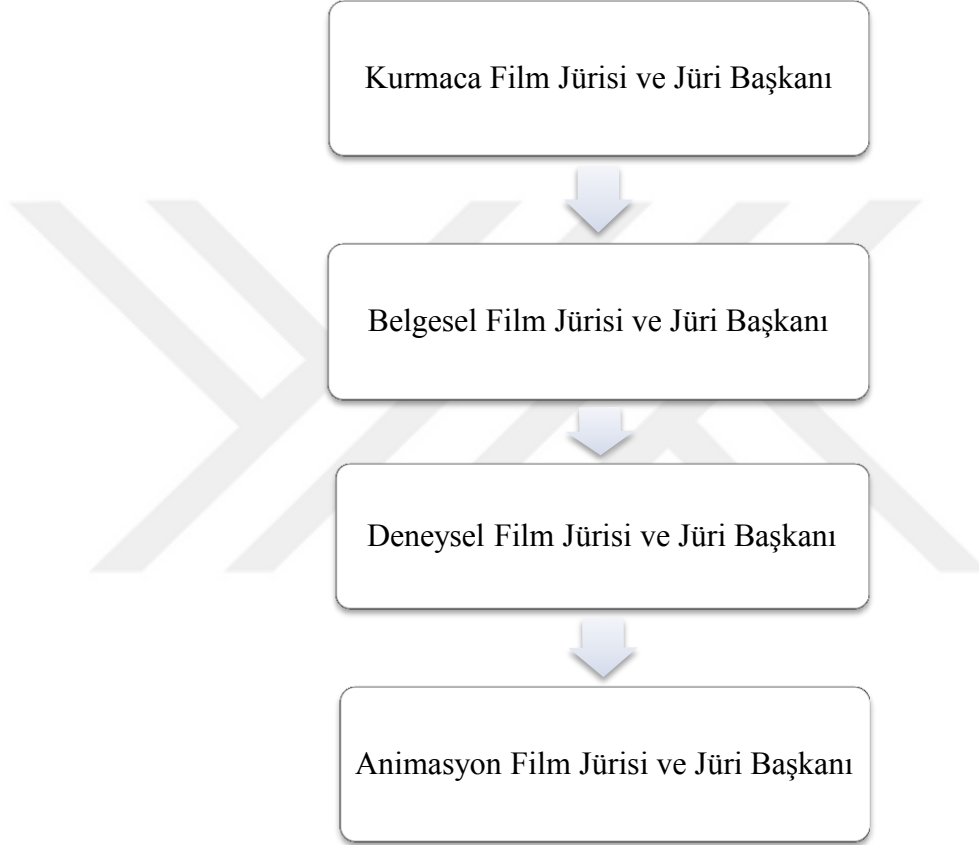 Kurmaca Film Jürisi ve Jüri Başkanı
Belgesel Film Jürisi ve Jüri Başkanı
Deneysel Film Jürisi ve Jüri Başkanı
Animasyon Film Jürisi ve Jüri Başkanı